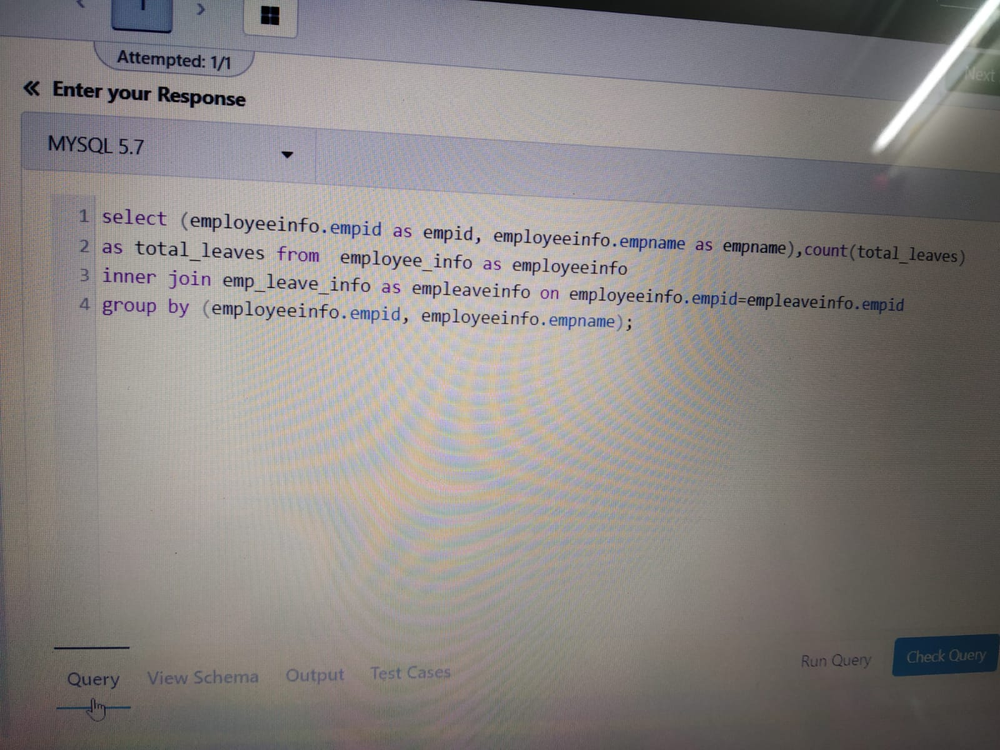 Next
Attempted: 1/1
Enter your Response
MYSQL 5.7
1 select (employeeinfo.empid as empid, employeeinfo.empname as empname),count(total_leaves)
2 as total_leaves from  employee_info as employeeinfo
3 inner join emp_leave_info as empleaveinfo on employeeinfo.empid=empleaveinfo.empid
4 group by (employeeinfo.empid, employeeinfo.empname);
Run Query Check Query
Query View Schema Output Test Cases